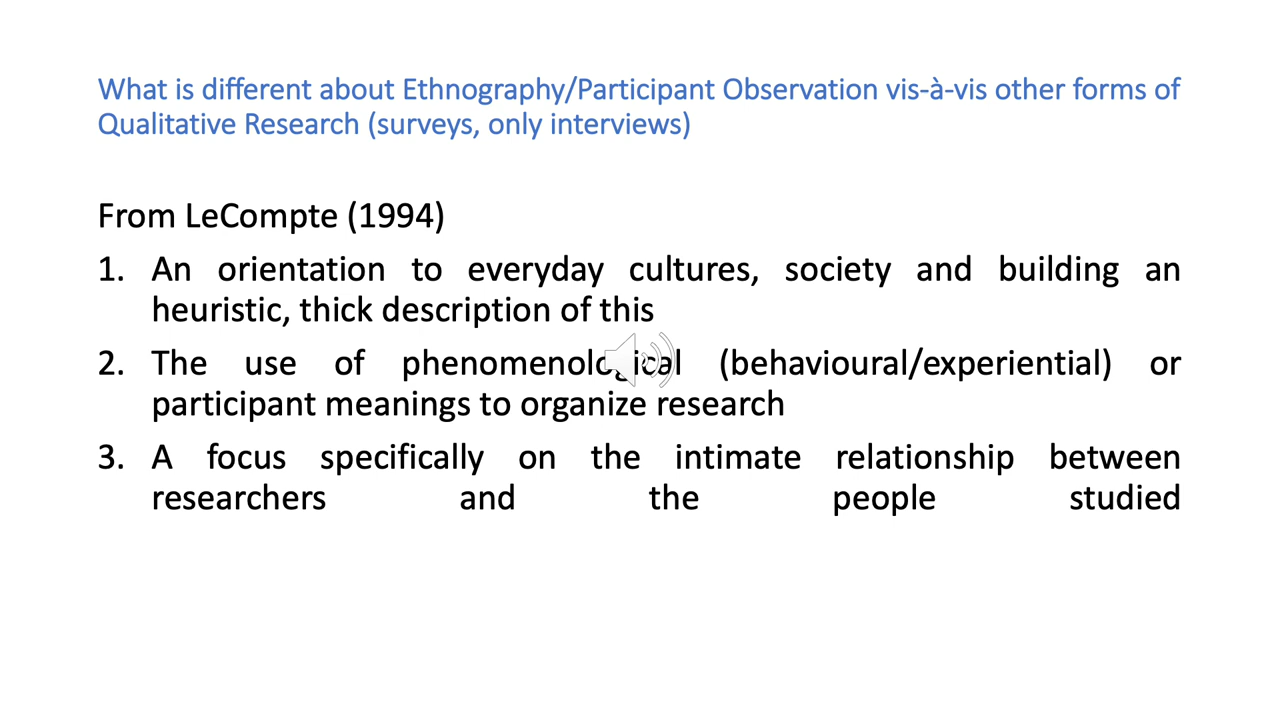 What is different about Ethnography/Participant Observation vis-à-vis other forms of
Qualitative Research (surveys, only interviews)
From LeCompte (1994)
1. An orientation to everyday cultures, society and building an
heuristic, thick description of this
2. The use of phenomenological (behavioural/experiential) or
participant meanings to organize research
3. A focus specifically on the intimate relationship between
researchers and the people studied